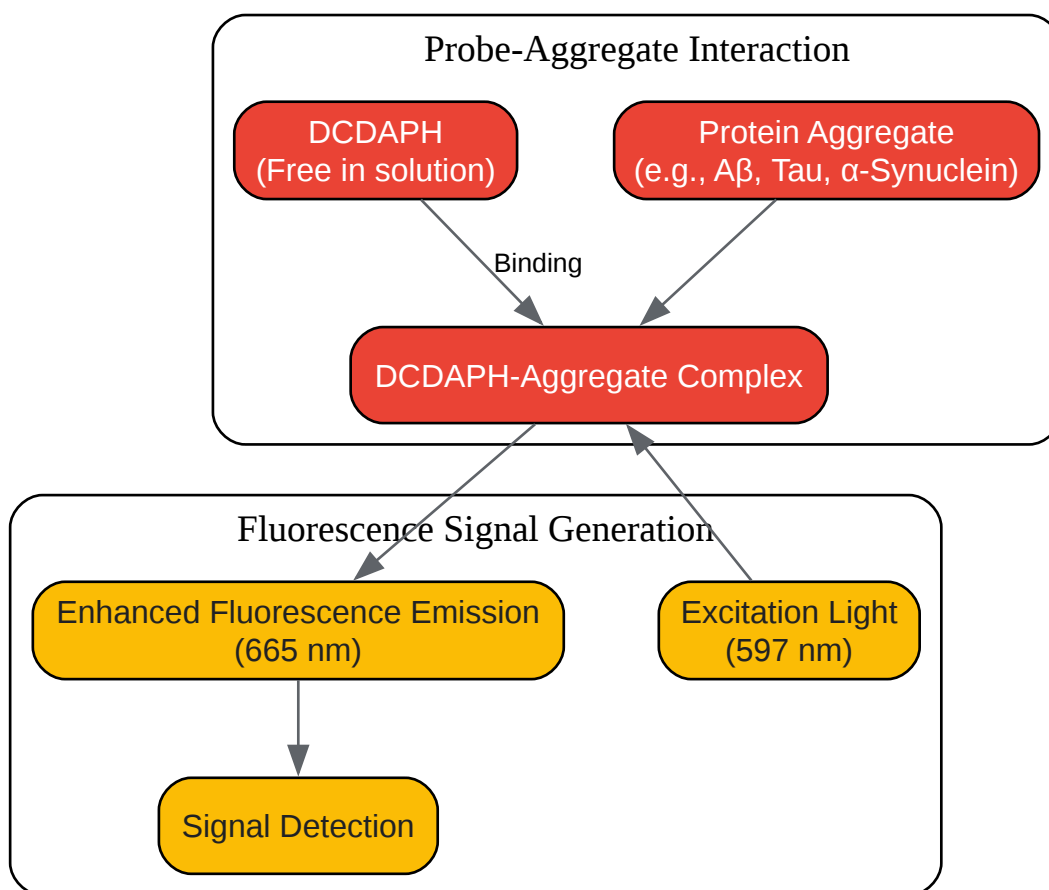 Probe-Aggregate Interaction
DCDAPH
(Free in solution)
Protein Aggregate
(e.g., Aβ, Tau, α-Synuclein)
Binding
DCDAPH-Aggregate Complex
Fluorescence Signal Generation
Enhanced Fluorescence Emission
(665 nm)
Excitation Light
(597 nm)
Signal Detection